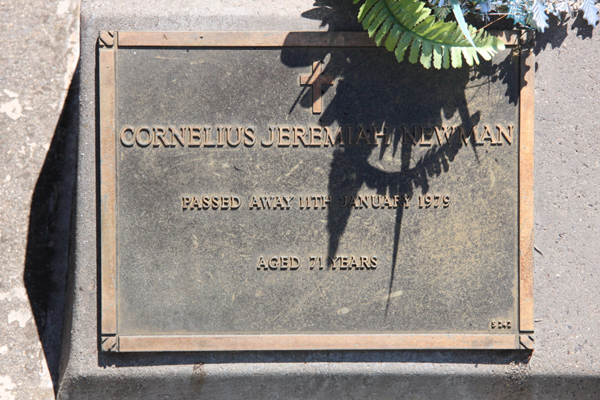 CORNELIUS JEREMIAH NEWMAN
PASSED AWAY 11TH JANUARY 1979
AGED 71 YEARS